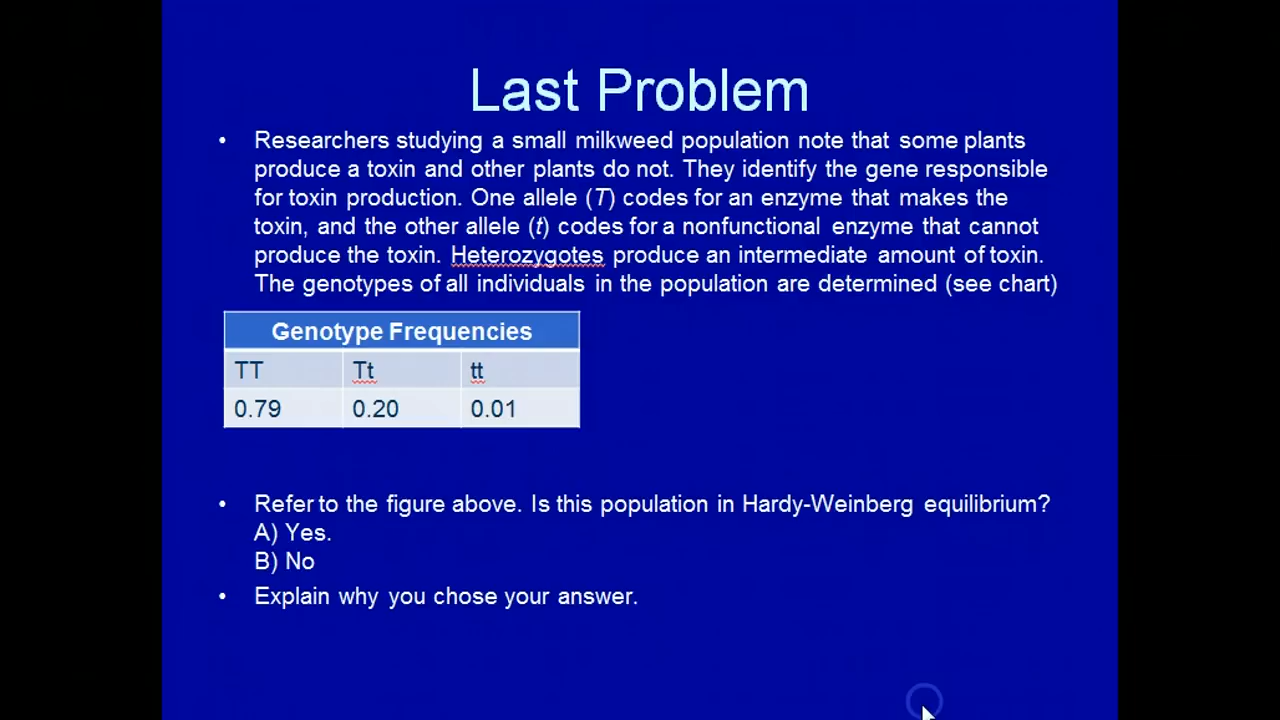 Last Problem
• Researchers studying a small milkweed population note that some plants
produce a toxin and other plants do not. They identify the gene responsible
for toxin production. One allele (T) codes for an enzyme that makes the
toxin, and the other allele (t) codes for a nonfunctional enzyme that cannot
produce the toxin. Heterozygotes produce an intermediate amount of toxin.
The genotypes of all individuals in the population are determined (see chart)
Genotype Frequencies
TT Tt tt
0.79 0.20 0.01
• Refer to the figure above. Is this population in Hardy-Weinberg equilibrium?
A) Yes.
B) No
• Explain why you chose your answer.